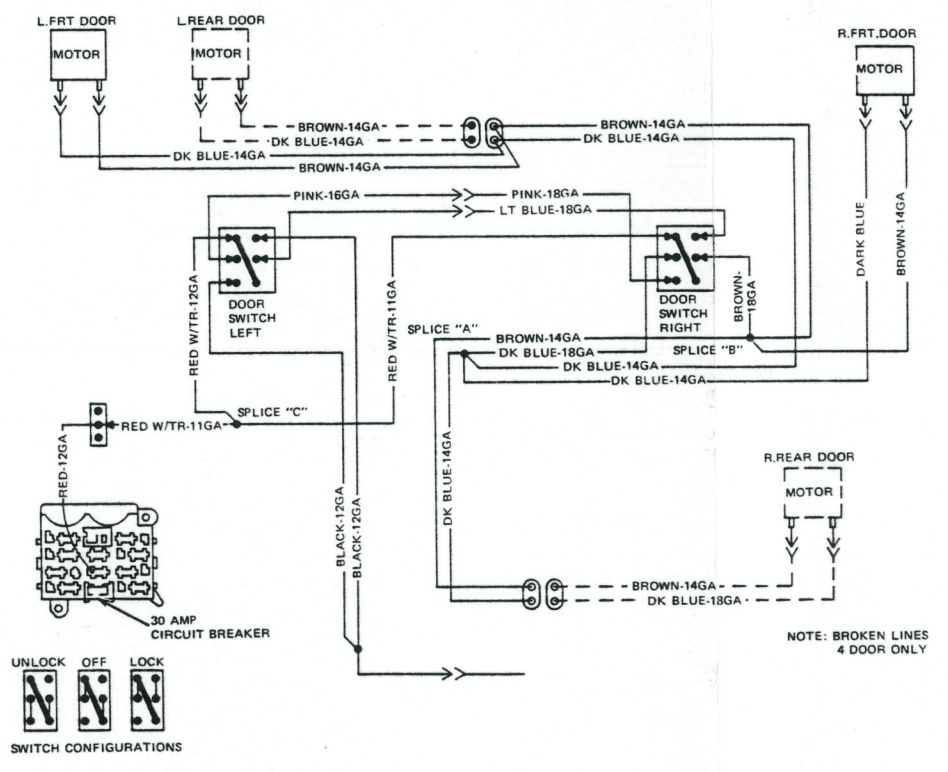 L.FRT DOOR
MOTOR
L.REAR DOOR
MOTOR
R.FRT.DOOR
MOTOR
BROWN-14GA
DK BLUE-14GA
DK BLUE-14GA
BROWN-14GA
BROWN-14GA
DK BLUE-14GA
PINK-16GA
PINK-18GA
LT BLUE-18GA
DARK BLUE
BROWN-14GA
RED W/TR-12GA
DOOR
SWITCH
LEFT
RED W/TR-11GA
DOOR
SWITCH
RIGHT
BROWN-
18GA
SPLICE "A"
BROWN-14GA
DK BLUE-18GA
SPLICE "B"
DK BLUE-14GA
DK BLUE-14GA
SPLICE "C"
RED W/TR-11GA
RED-12GA
BLACK-12GA
BLACK-12GA
DK BLUE-14GA
R.REAR DOOR
MOTOR
BROWN-14GA
DK BLUE-18GA
30 AMP
CIRCUIT BREAKER
NOTE: BROKEN LINES
4 DOOR ONLY
UNLOCK
OFF
LOCK
SWITCH CONFIGURATIONS